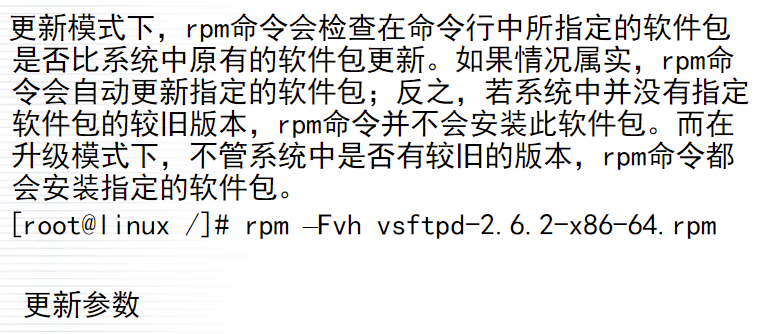 更新模式下，rpm命令会检查在命令行中所指定的软件包
是否比系统中原有的软件包更新。如果情况属实，rpm命
令会自动更新指定的软件包；反之，若系统中并没有指定
软件包的较旧版本，rpm命令并不会安装此软件包。而在
升级模式下，不管系统中是否有较旧的版本，rpm命令都
会安装指定的软件包。
[root@linux /]# rpm –Fvh vsftpd-2.6.2-x86-64.rpm
更新参数